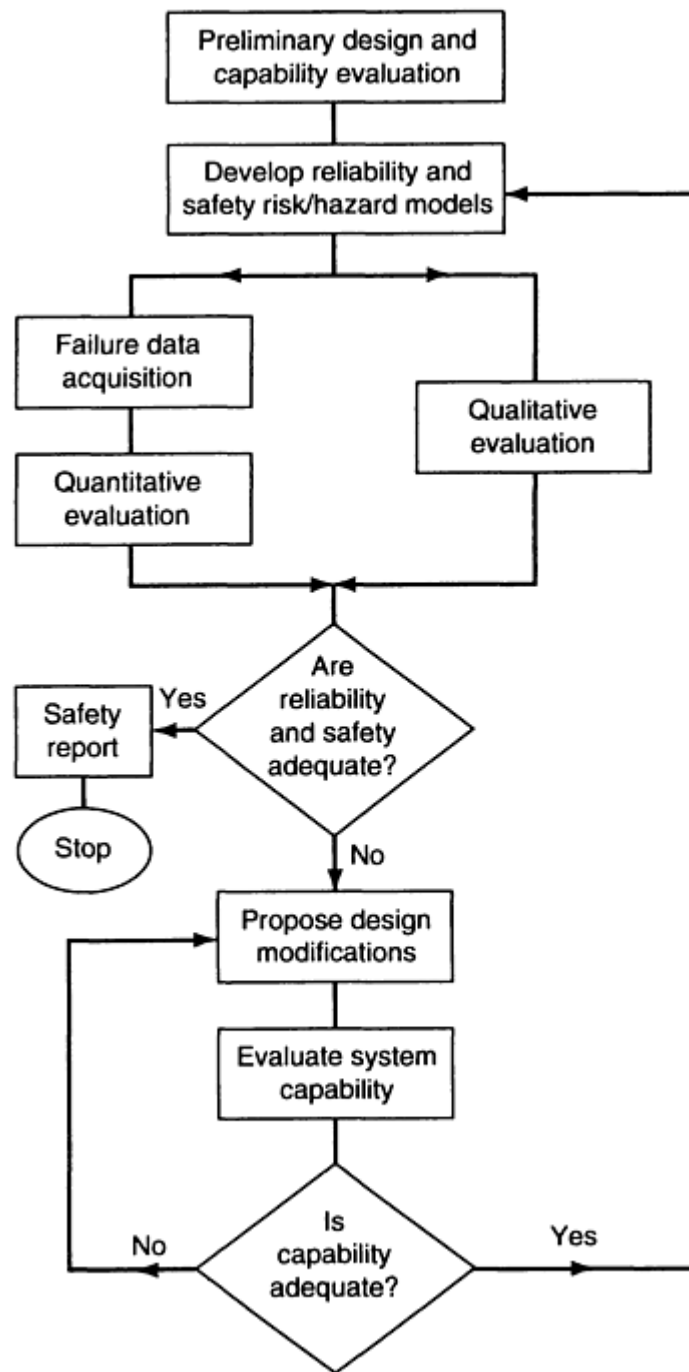 Preliminary design and
capability evaluation
Develop reliability and
safety risk/hazard models
Failure data
acquisition
Qualitative
evaluation
Quantitative
evaluation
Are
reliability
and safety
adequate?
Yes
Safety
report
Stop
No
Propose design
modifications
Evaluate system
capability
Is
capability
adequate?
No
Yes